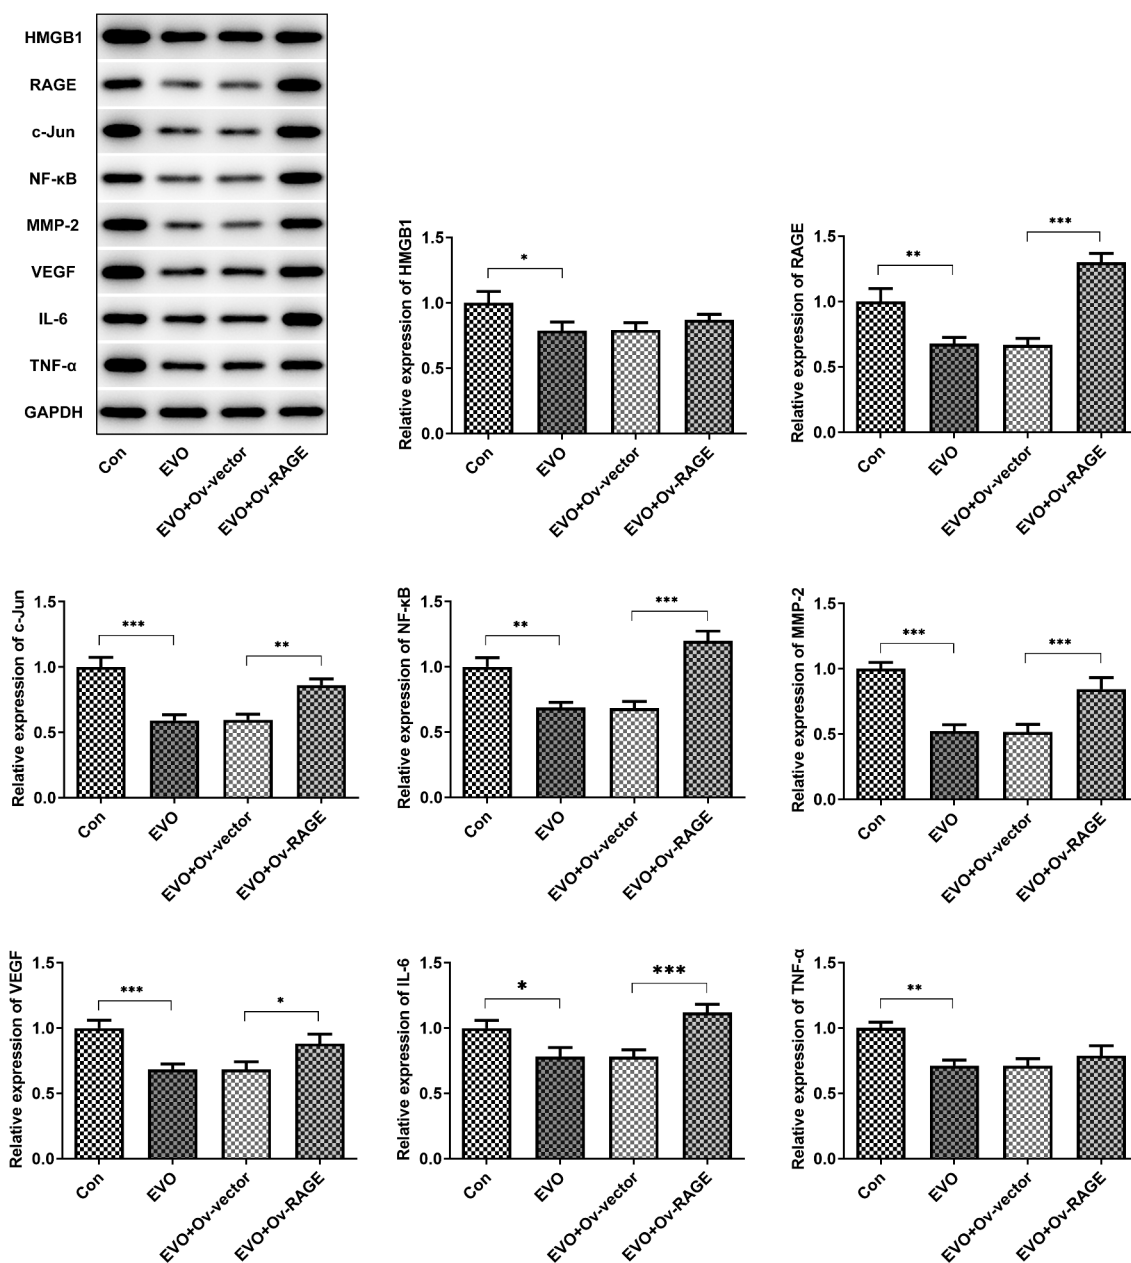 HMGB1
RAGE
c-Jun
NF-κB
MMP-2
VEGF
IL-6
TNF-α
GAPDH
Con
EVO
EVO+Ov-vector
EVO+Ov-RAGE
Relative expression of HMGB1
1.5
1.0
0.5
0.0
*
Con
EVO
EVO+Ov-vector
EVO+Ov-RAGE
Relative expression of RAGE
1.5
1.0
0.5
0.0
**
***
Con
EVO
EVO+Ov-vector
EVO+Ov-RAGE
Relative expression of c-Jun
1.5
1.0
0.5
0.0
***
**
Con
EVO
EVO+Ov-vector
EVO+Ov-RAGE
Relative expression of NF-κB
1.5
1.0
0.5
0.0
**
***
Con
EVO
EVO+Ov-vector
EVO+Ov-RAGE
Relative expression of MMP-2
1.5
1.0
0.5
0.0
***
***
Con
EVO
EVO+Ov-vector
EVO+Ov-RAGE
Relative expression of VEGF
1.5
1.0
0.5
0.0
***
*
Con
EVO
EVO+Ov-vector
EVO+Ov-RAGE
Relative expression of IL-6
1.5
1.0
0.5
0.0
*
***
Con
EVO
EVO+Ov-vector
EVO+Ov-RAGE
Relative expression of TNF-α
1.5
1.0
0.5
0.0
**
Con
EVO
EVO+Ov-vector
EVO+Ov-RAGE